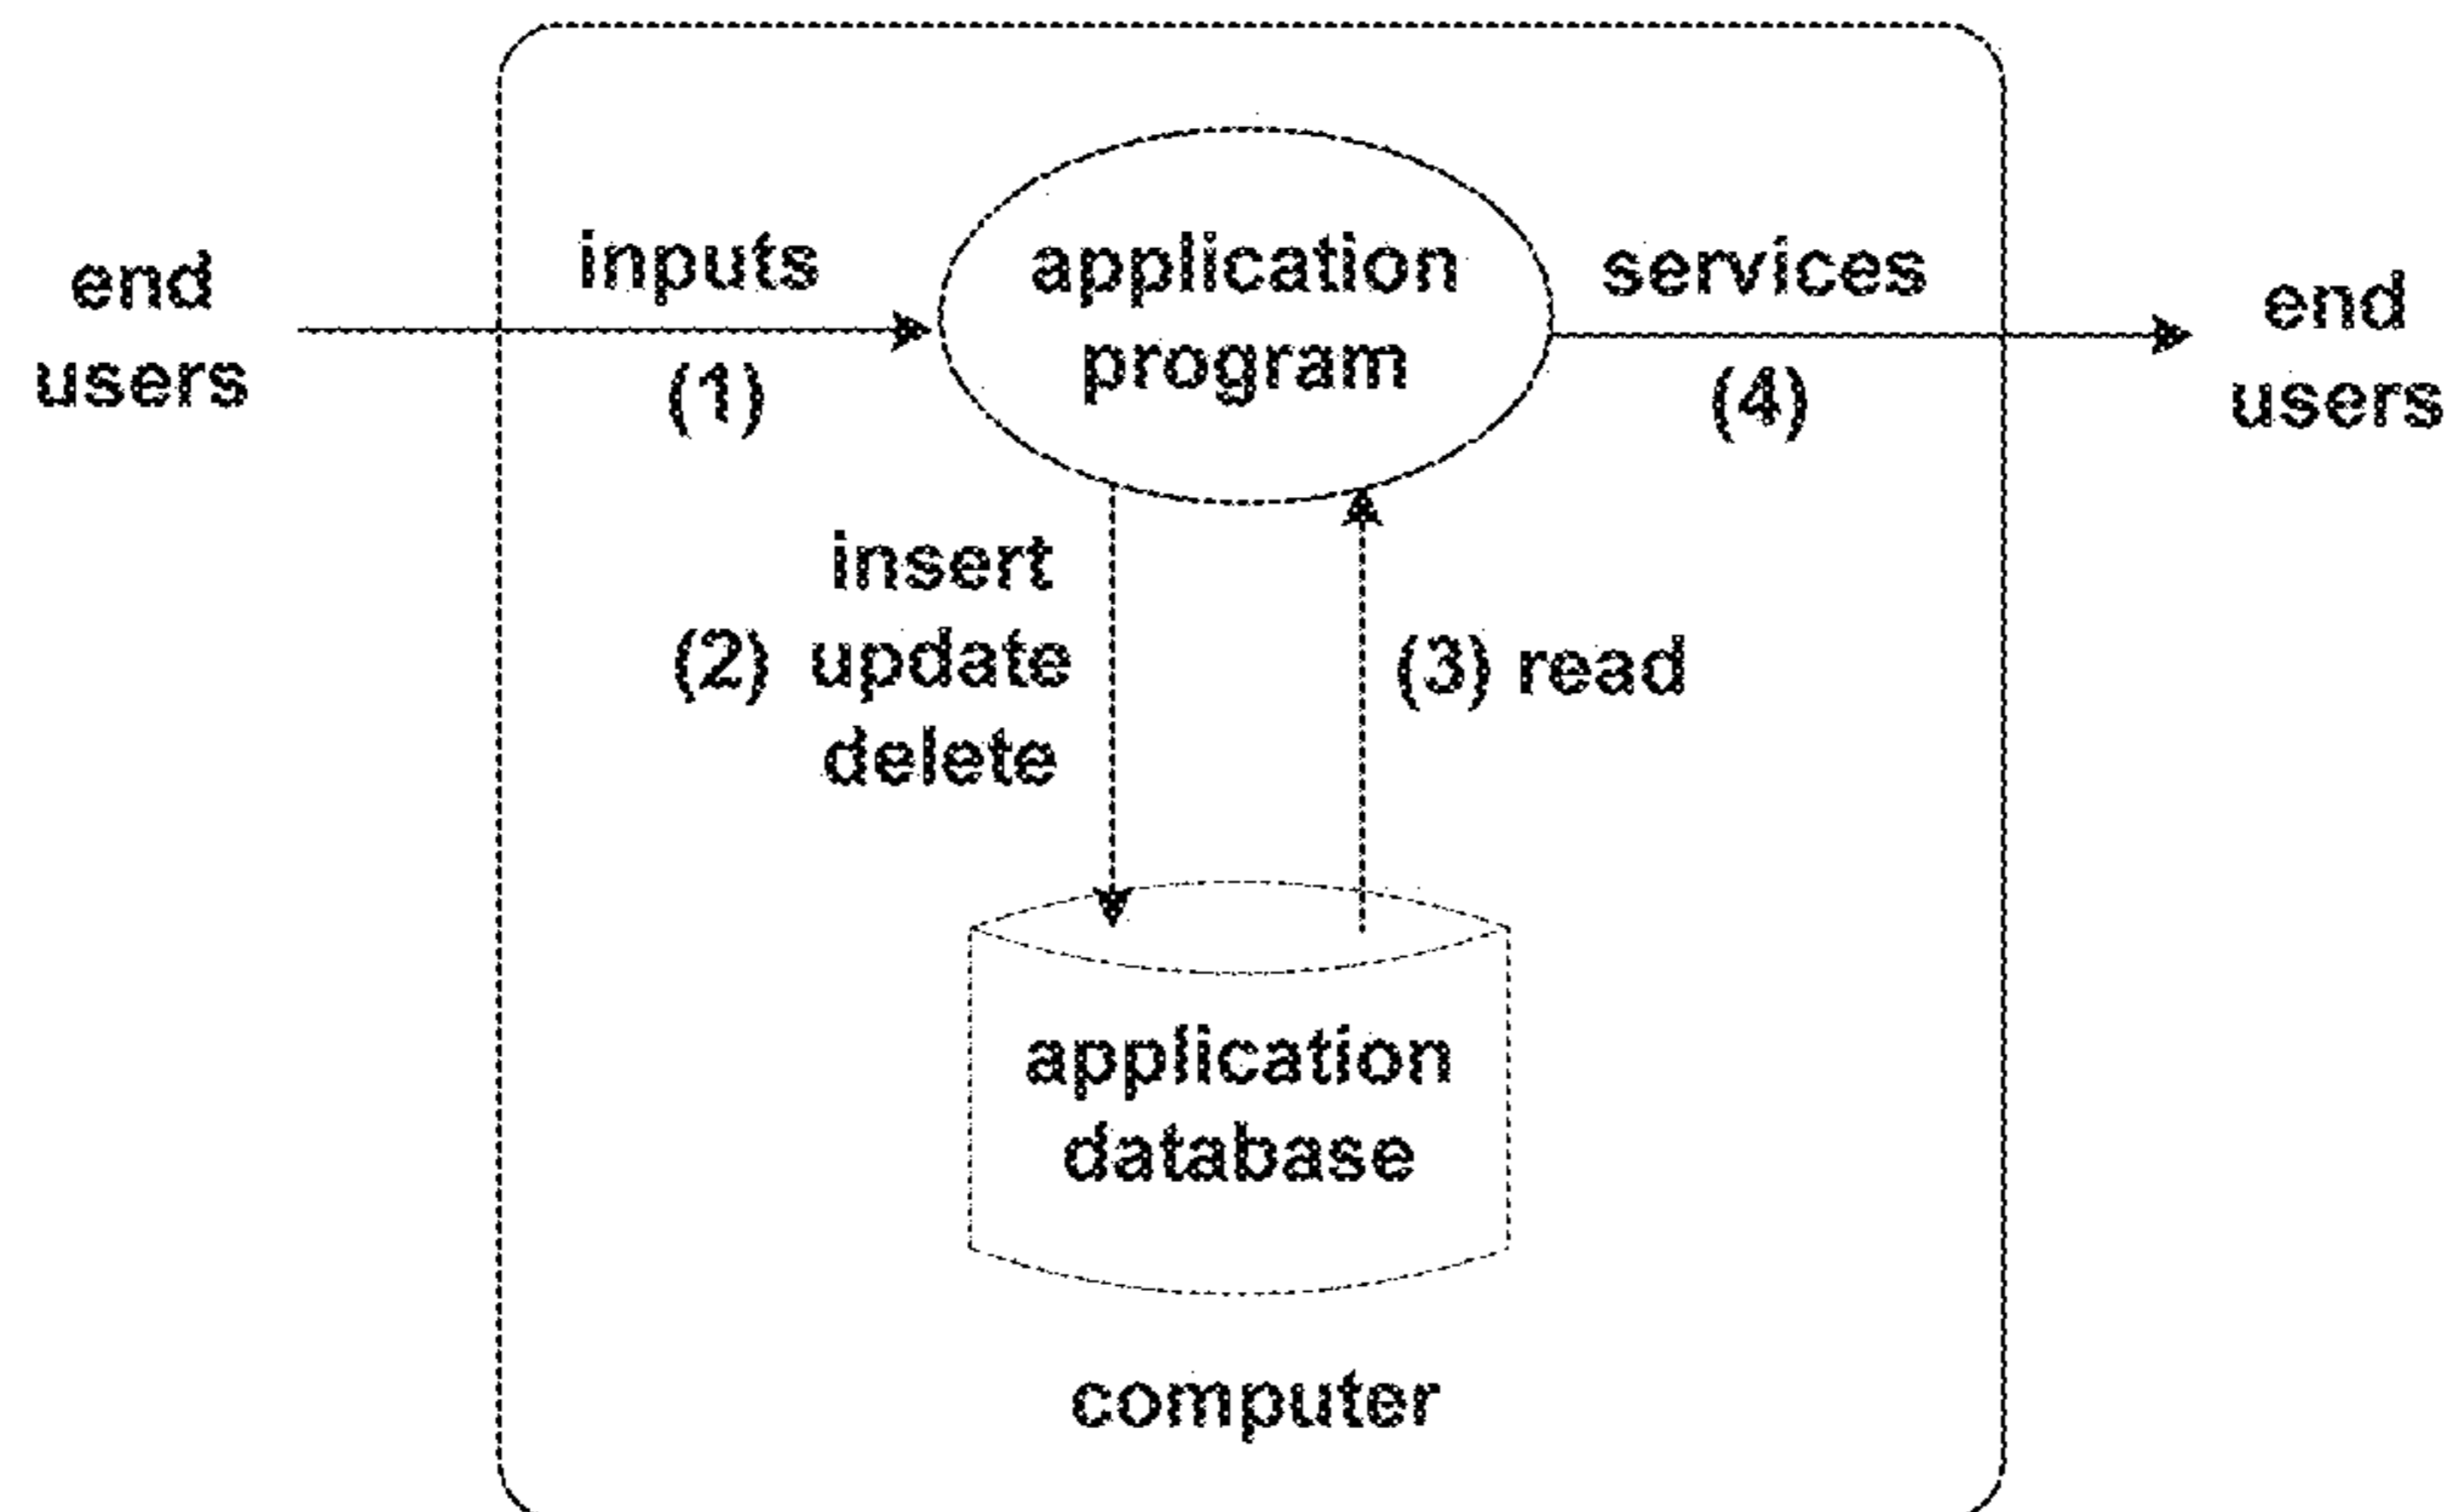 end
users
inputs
(1)
application
program
services
(4)
end
users
insert
(2) update
delete
(3) read
application
database
computer